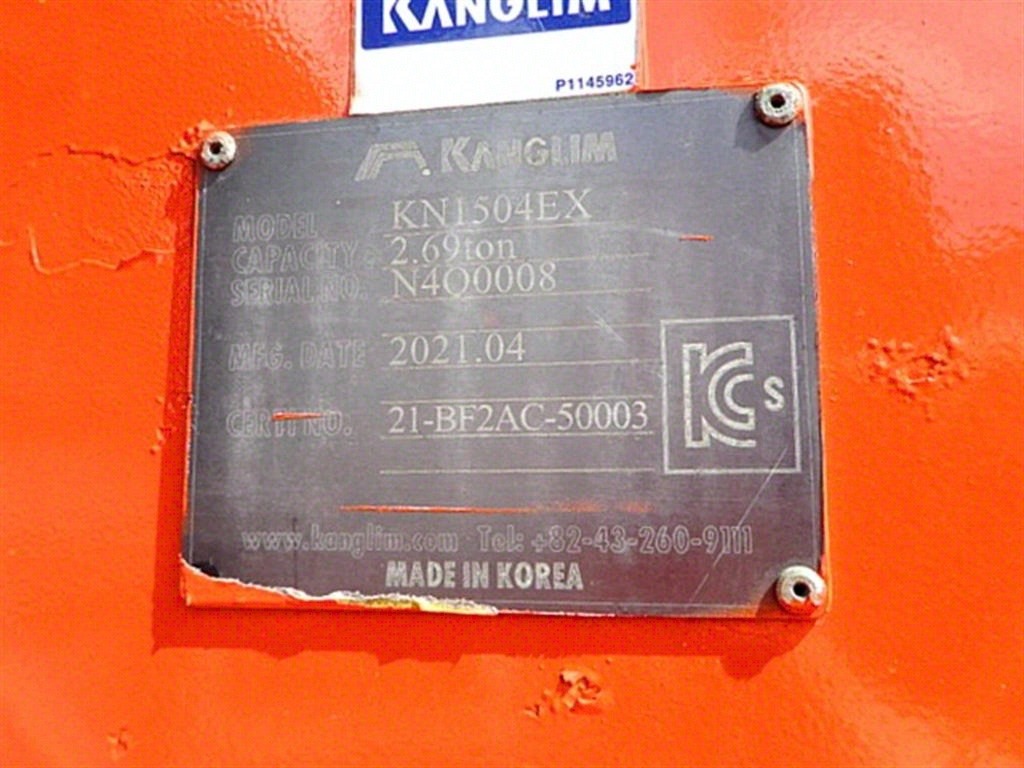 KANGLIM
P1145962
KANGLIM
MODEL KN1504EX
CAPACITY 2.69ton
SERIAL NO. N4O0008
MFG. DATE 2021.04
CERTI NO. 21-BF2AC-50003
KCs
www.kanglim.com Tel: +82-43-260-9111
MADE IN KOREA